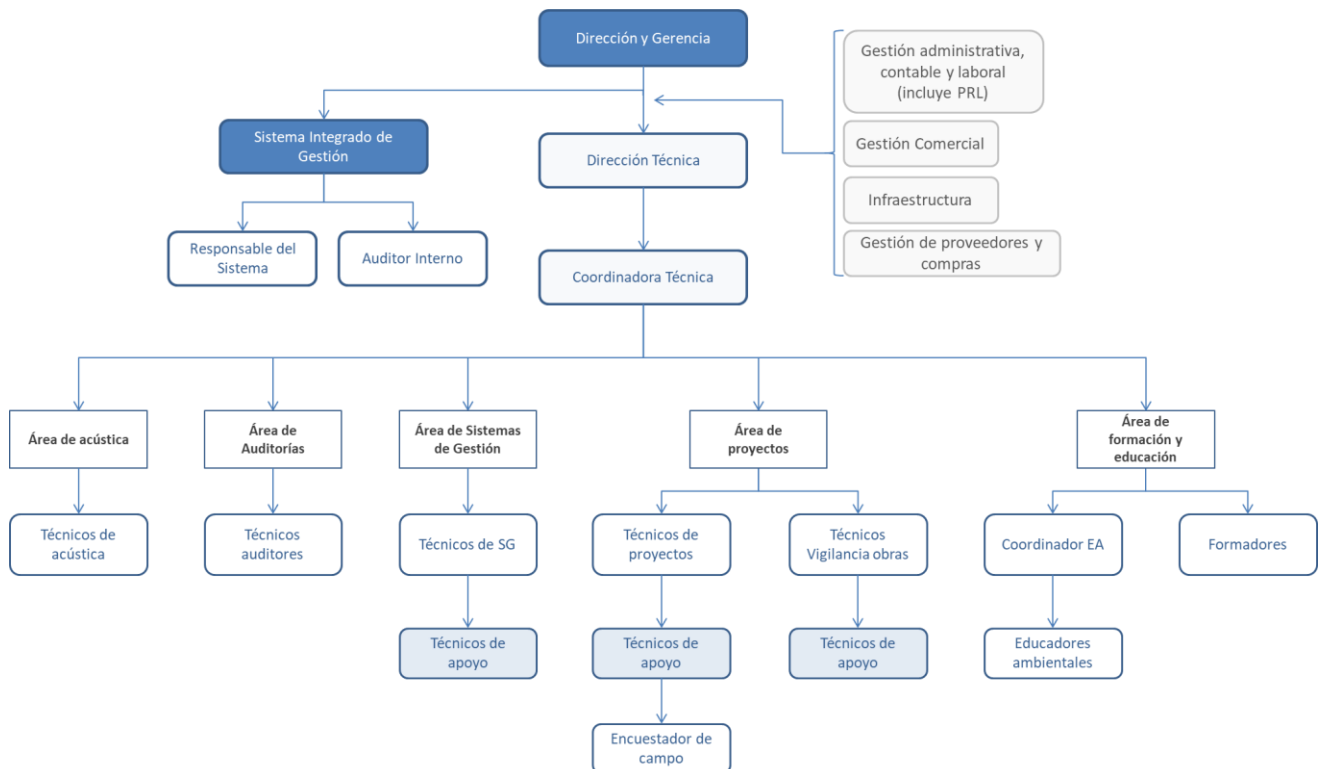 Dirección y Gerencia
Gestión administrativa,
contable y laboral
(incluye PRL)
Sistema Integrado de
Gestión
Dirección Técnica
Gestión Comercial
Infraestructura
Responsable del
Sistema
Auditor Interno
Coordinadora Técnica
Gestión de proveedores y
compras
Área de acústica
Área de
Auditorías
Área de Sistemas
de Gestión
Área de
proyectos
Área de
formación y
educación
Técnicos de
acústica
Técnicos
auditores
Técnicos de SG
Técnicos de
proyectos
Técnicos
Vigilancia obras
Coordinador EA
Formadores
Técnicos de
apoyo
Técnicos de
apoyo
Técnicos de
apoyo
Educadores
ambientales
Encuestador de
campo